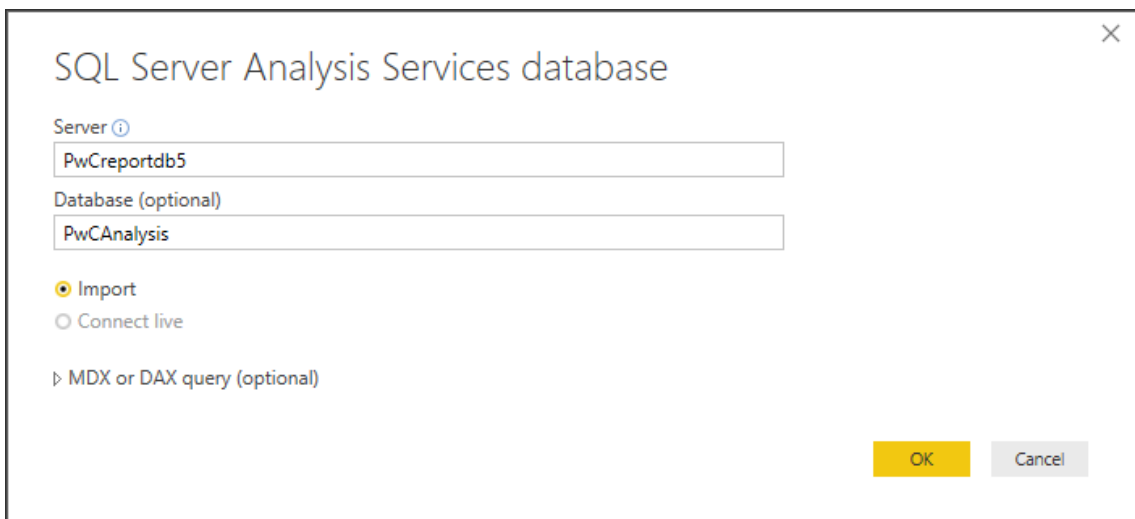 SQL Server Analysis Services database
Server
PwCreportdb5
Database (optional)
PwCAnalysis
Import
Connect live
MDX or DAX query (optional)
OK Cancel